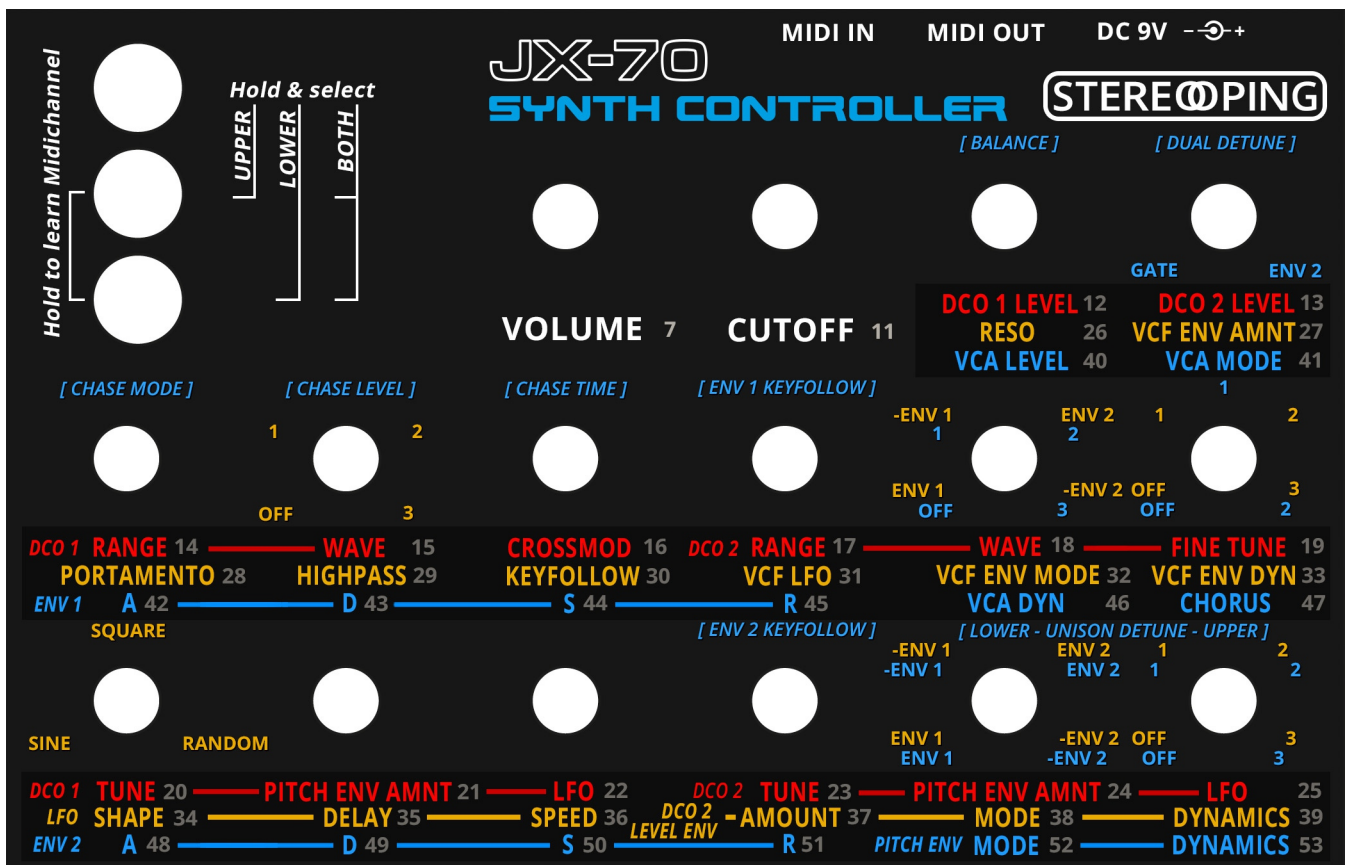 MIDI IN MIDI OUT DC 9V - +
JX-70
SYNTH CONTROLLER
STEREOOPING
Hold to learn Midichannel
Hold & select
UPPER
LOWER
BOTH
[ BALANCE ] [ DUAL DETUNE ]
GATE ENV 2
VOLUME 7 CUTOFF 11
DCO 1 LEVEL 12 DCO 2 LEVEL 13
RESO 26 VCF ENV AMNT 27
VCA LEVEL 40 VCA MODE 41
[ CHASE MODE ] [ CHASE LEVEL ] [ CHASE TIME ] [ ENV 1 KEYFOLLOW ] 1
1 2 -ENV 1 ENV 2 1 2
1 2
OFF 3 ENV 1 -ENV 2 OFF 3
OFF 3 OFF 2
DCO 1 RANGE 14 WAVE 15 CROSSMOD 16 DCO 2 RANGE 17 WAVE 18 FINE TUNE 19
PORTAMENTO 28 HIGHPASS 29 KEYFOLLOW 30 VCF LFO 31 VCF ENV MODE 32 VCF ENV DYN 33
ENV 1 A 42 D 43 S 44 R 45 VCA DYN 46 CHORUS 47
SQUARE [ ENV 2 KEYFOLLOW ] [ LOWER - UNISON DETUNE - UPPER ]
-ENV 1 ENV 2 1 2
-ENV 1 ENV 2 1 2
SINE RANDOM ENV 1 -ENV 2 OFF 3
ENV 1 -ENV 2 OFF 3
DCO 1 TUNE 20 PITCH ENV AMNT 21 LFO 22 DCO 2 TUNE 23 PITCH ENV AMNT 24 LFO 25
LFO SHAPE 34 DELAY 35 SPEED 36 DCO 2 LEVEL ENV AMOUNT 37 MODE 38 DYNAMICS 39
ENV 2 A 48 D 49 S 50 R 51 PITCH ENV MODE 52 DYNAMICS 53